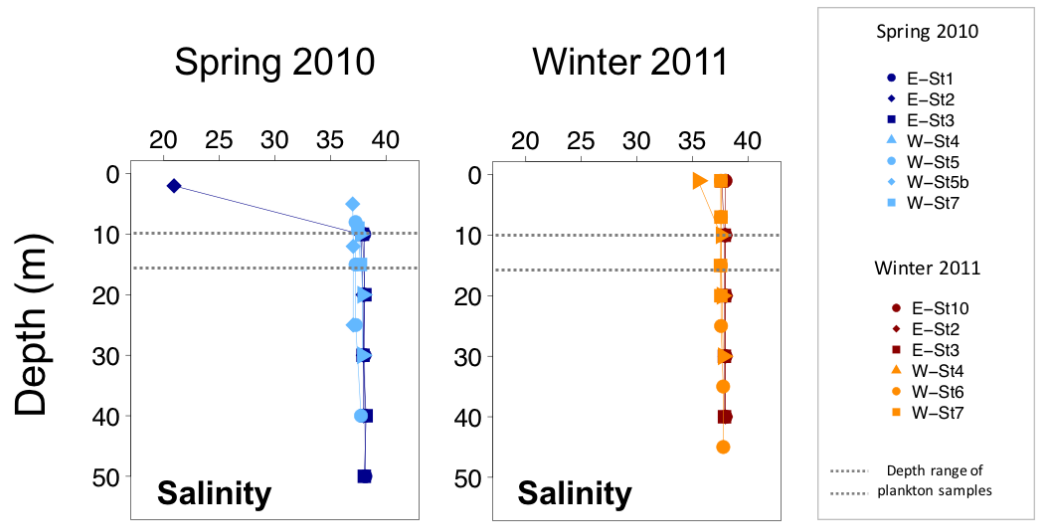 Spring 2010
Winter 2011
20 25 30 35 40
20 25 30 35 40
Depth (m)
0
10
20
30
40
50
Salinity
0
10
20
30
40
50
Salinity
Spring 2010
E−St1
E−St2
E−St3
W−St4
W−St5
W−St5b
W−St7
Winter 2011
E−St10
E−St2
E−St3
W−St4
W−St6
W−St7
Depth range of
plankton samples